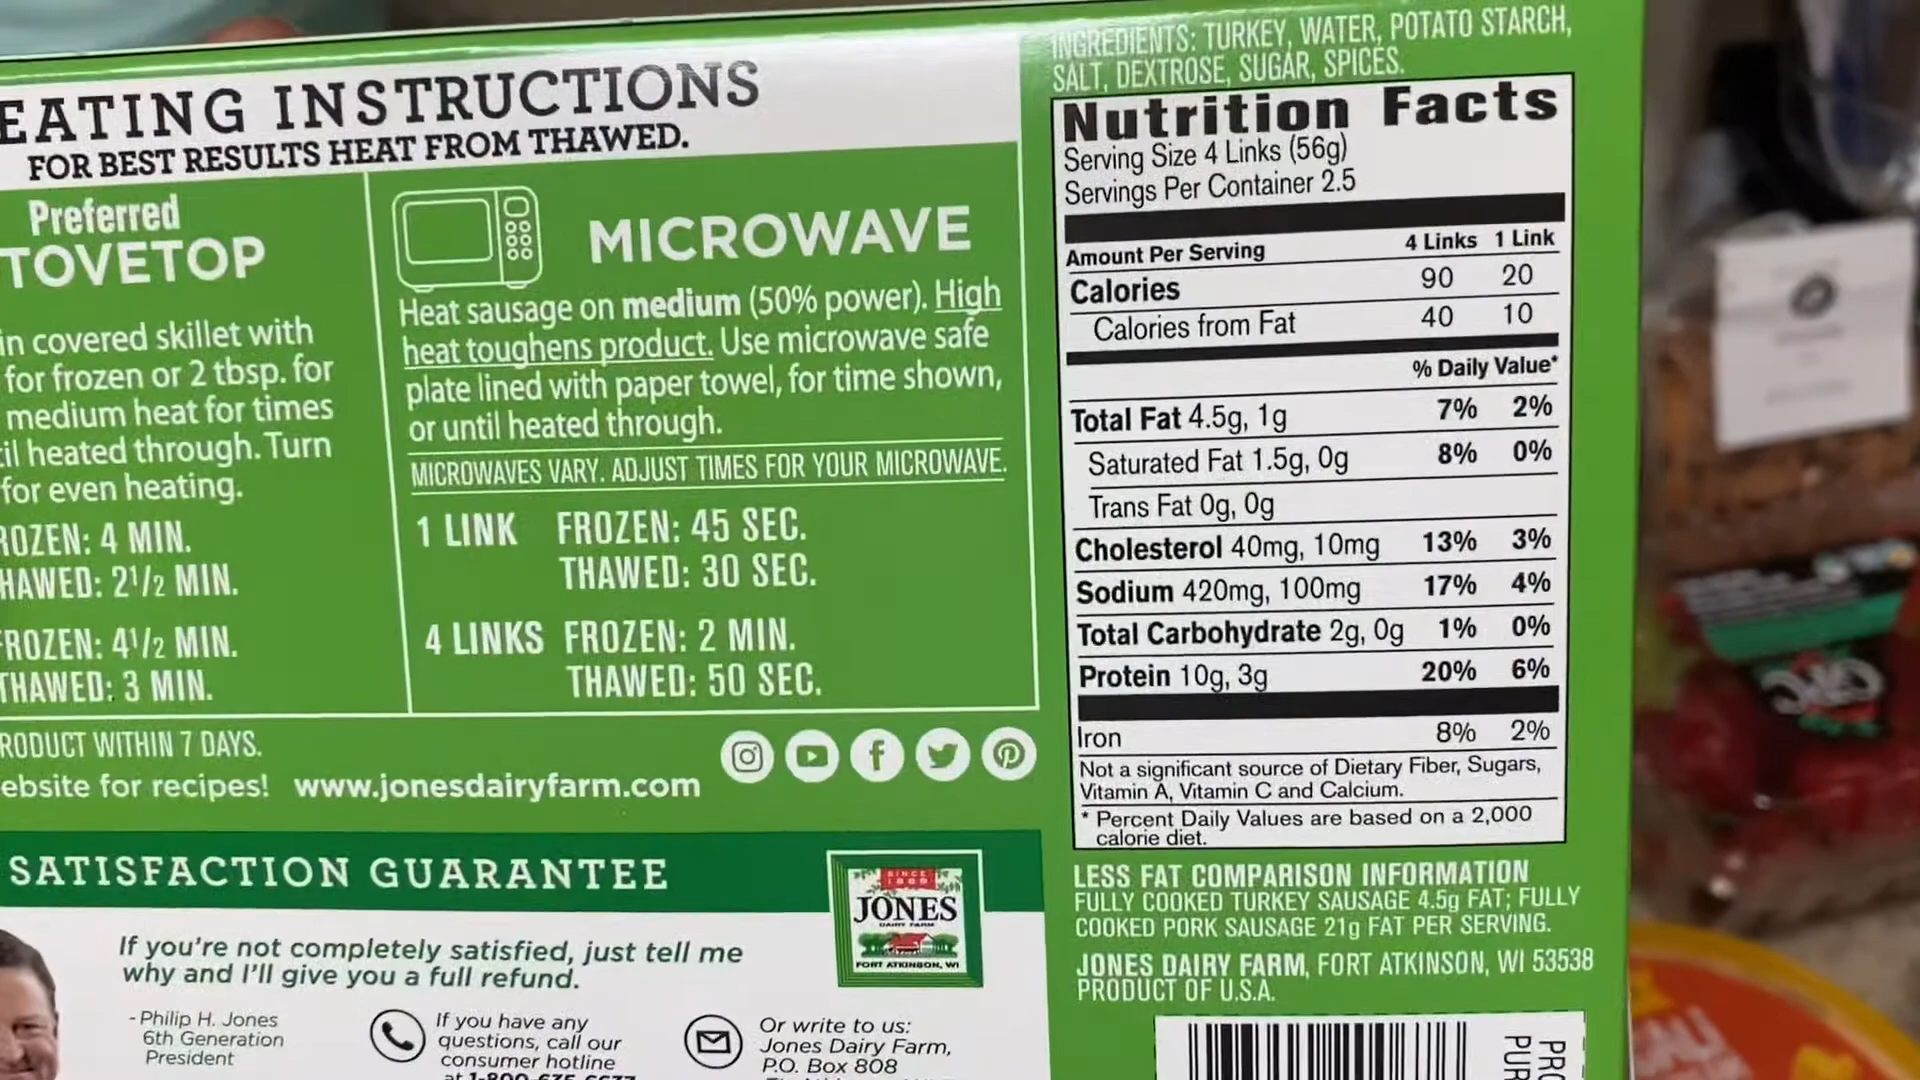 EATING INSTRUCTIONS
FOR BEST RESULTS HEAT FROM THAWED.
Preferred
TOVETOP
in covered skillet with
for frozen or 2 tbsp. for
medium heat for times
til heated through. Turn
for even heating.
ROZEN: 4 MIN.
HAWED: 2 1/2 MIN.
FROZEN: 4 1/2 MIN.
THAWED: 3 MIN.
MICROWAVE
Heat sausage on medium (50% power). High
heat toughens product. Use microwave safe
plate lined with paper towel, for time shown,
or until heated through.
MICROWAVES VARY. ADJUST TIMES FOR YOUR MICROWAVE.
1 LINK FROZEN: 45 SEC.
THAWED: 30 SEC.
4 LINKS FROZEN: 2 MIN.
THAWED: 50 SEC.
RODUCT WITHIN 7 DAYS.
ebsite for recipes! www.jonesdairyfarm.com
SATISFACTION GUARANTEE
If you're not completely satisfied, just tell me
why and I'll give you a full refund.
- Philip H. Jones
6th Generation
President
If you have any
questions, call our
consumer hotline
Or write to us:
Jones Dairy Farm,
P.O. Box 808
SINCE
1889
JONES
DAIRY FARM
FORT ATKINSON, WI
INGREDIENTS: TURKEY, WATER, POTATO STARCH,
SALT, DEXTROSE, SUGAR, SPICES.
Nutrition Facts
Serving Size 4 Links (56g)
Servings Per Container 2.5
Amount Per Serving 4 Links 1 Link
Calories 90 20
Calories from Fat 40 10
% Daily Value*
Total Fat 4.5g, 1g 7% 2%
Saturated Fat 1.5g, 0g 8% 0%
Trans Fat 0g, 0g
Cholesterol 40mg, 10mg 13% 3%
Sodium 420mg, 100mg 17% 4%
Total Carbohydrate 2g, 0g 1% 0%
Protein 10g, 3g 20% 6%
Iron 8% 2%
Not a significant source of Dietary Fiber, Sugars,
Vitamin A, Vitamin C and Calcium.
* Percent Daily Values are based on a 2,000
calorie diet.
LESS FAT COMPARISON INFORMATION
FULLY COOKED TURKEY SAUSAGE 4.5g FAT; FULLY
COOKED PORK SAUSAGE 21g FAT PER SERVING.
JONES DAIRY FARM, FORT ATKINSON, WI 53538
PRODUCT OF U.S.A.